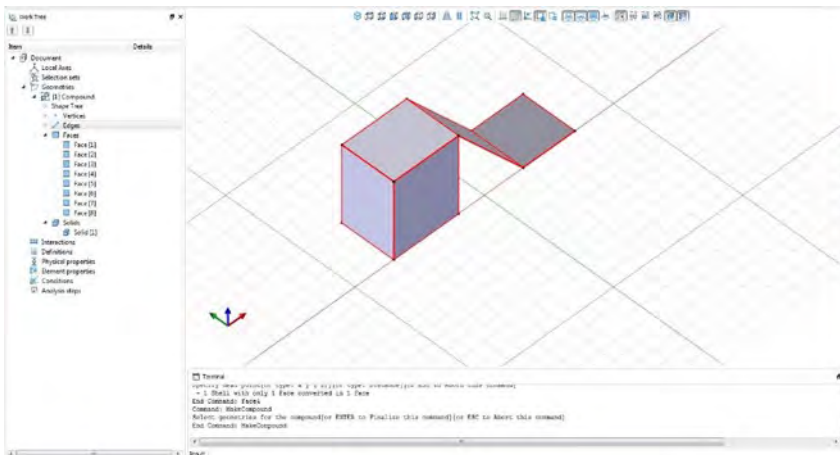 Work Tree
Item Details
Document
Local Axes
Selection sets
Geometries
[1] Compound
Shape Tree
Vertices
Edges
Faces
Face [1]
Face [2]
Face [3]
Face [4]
Face [5]
Face [6]
Face [7]
Face [8]
Solids
Solid [1]
Interactions
Definitions
Physical properties
Element properties
Conditions
Analysis steps
Terminal
- 1 Shell with only 1 face converted in 1 face
End Command: Face4
Command: MakeCompound
Select geometries for the compound[or ENTER to Finalize this command][or ESC to Abort this command]
End Command: MakeCompound